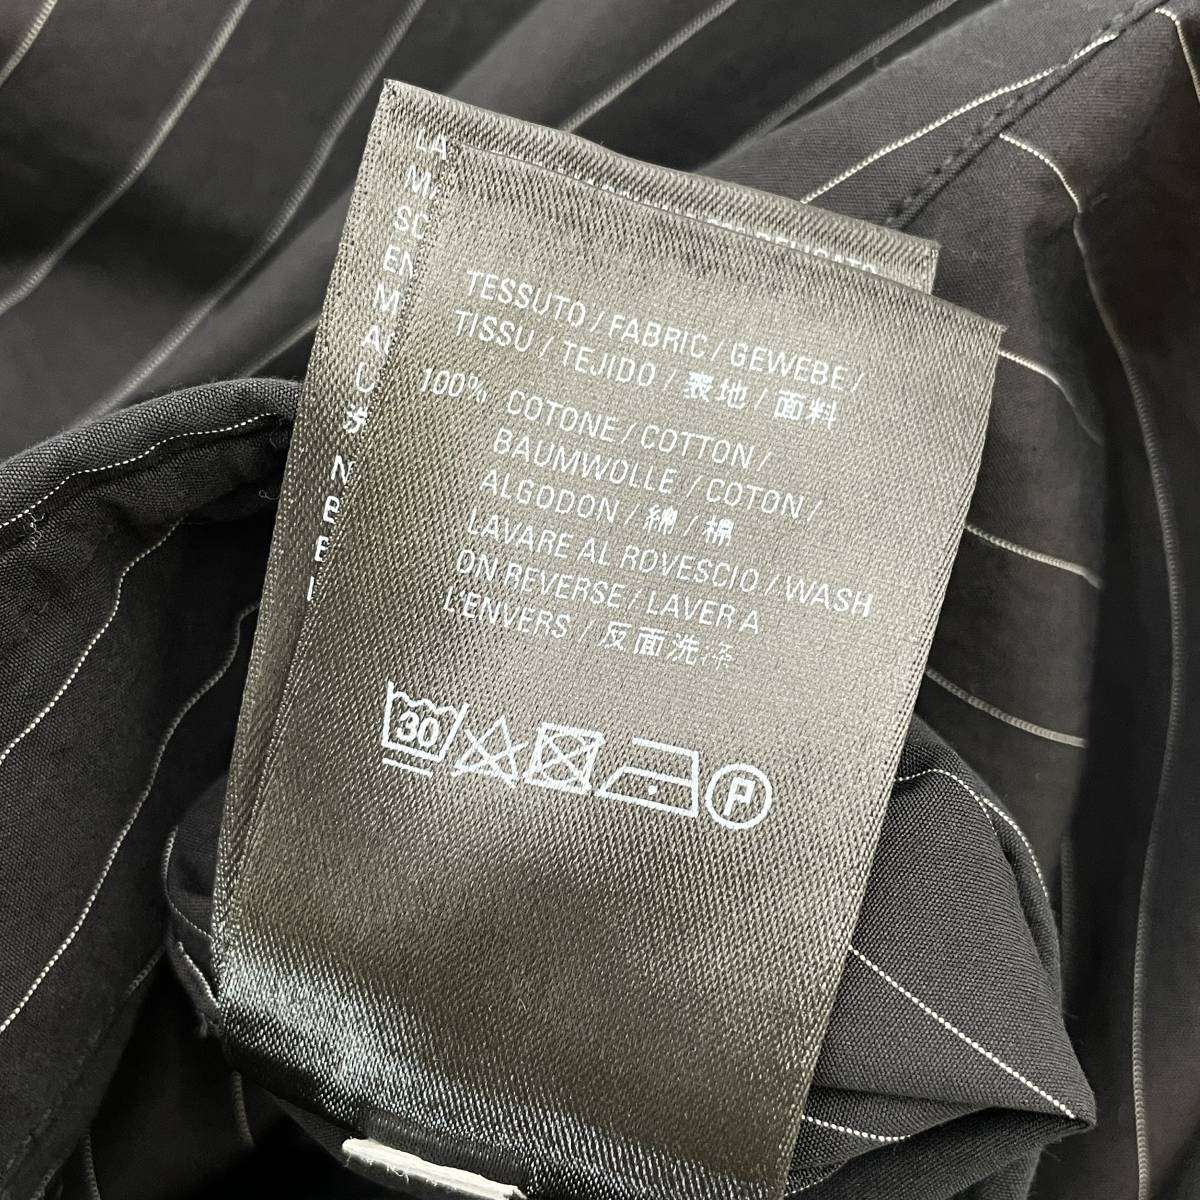 TESSUTO / FABRIC / GEWEBE /
TISSU / TEJIDO / 表地 / 面料
100% COTONE / COTTON /
BAUMWOLLE / COTON /
ALGODON / 綿 / 棉
LAVARE AL ROVESCIO / WASH
ON REVERSE / LAVER A
L'ENVERS / 反面洗涤
30
P